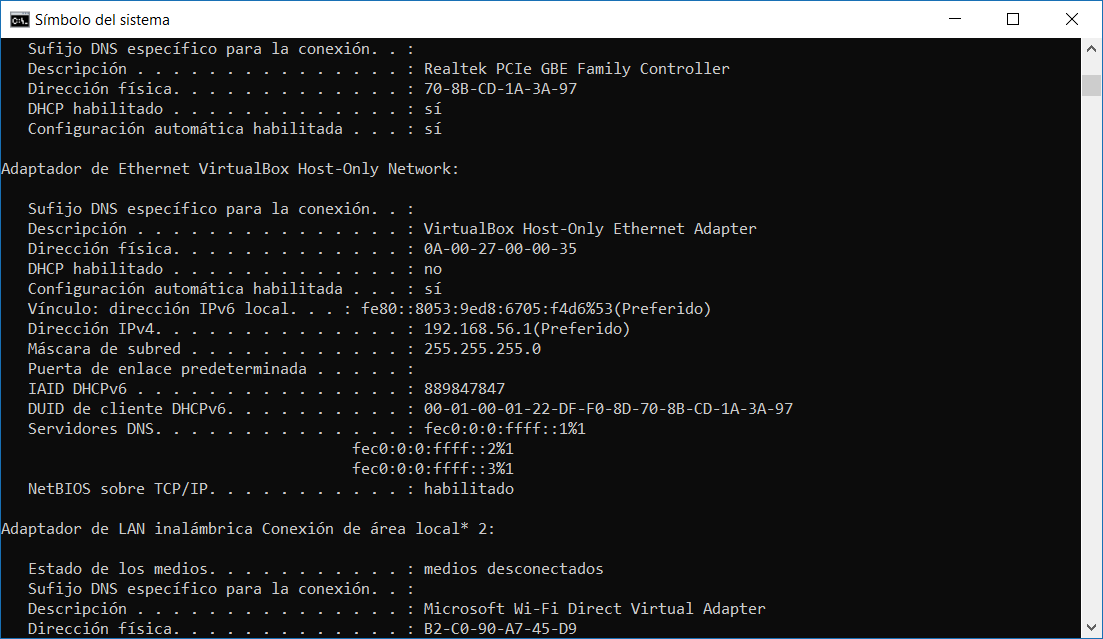 Símbolo del sistema
Sufijo DNS específico para la conexión. . :
Descripción . . . . . . . . . . . . . . . : Realtek PCIe GBE Family Controller
Dirección física. . . . . . . . . . . . . : 70-8B-CD-1A-3A-97
DHCP habilitado . . . . . . . . . . . . . : sí
Configuración automática habilitada . . . : sí
Adaptador de Ethernet VirtualBox Host-Only Network:
Sufijo DNS específico para la conexión. . :
Descripción . . . . . . . . . . . . . . . : VirtualBox Host-Only Ethernet Adapter
Dirección física. . . . . . . . . . . . . : 0A-00-27-00-00-35
DHCP habilitado . . . . . . . . . . . . . : no
Configuración automática habilitada . . . : sí
Vínculo: dirección IPv6 local. . . : fe80::8053:9ed8:6705:f4d6%53(Preferido)
Dirección IPv4. . . . . . . . . . . . . . : 192.168.56.1(Preferido)
Máscara de subred . . . . . . . . . . . . : 255.255.255.0
Puerta de enlace predeterminada . . . . . :
IAID DHCPv6 . . . . . . . . . . . . . . . : 889847847
DUID de cliente DHCPv6. . . . . . . . . . : 00-01-00-01-22-DF-F0-8D-70-8B-CD-1A-3A-97
Servidores DNS. . . . . . . . . . . . . . : fec0:0:0:ffff::1%1
fec0:0:0:ffff::2%1
fec0:0:0:ffff::3%1
NetBIOS sobre TCP/IP. . . . . . . . . . . : habilitado
Adaptador de LAN inalámbrica Conexión de área local* 2:
Estado de los medios. . . . . . . . . . . : medios desconectados
Sufijo DNS específico para la conexión. . :
Descripción . . . . . . . . . . . . . . . : Microsoft Wi-Fi Direct Virtual Adapter
Dirección física. . . . . . . . . . . . . : B2-C0-90-A7-45-D9